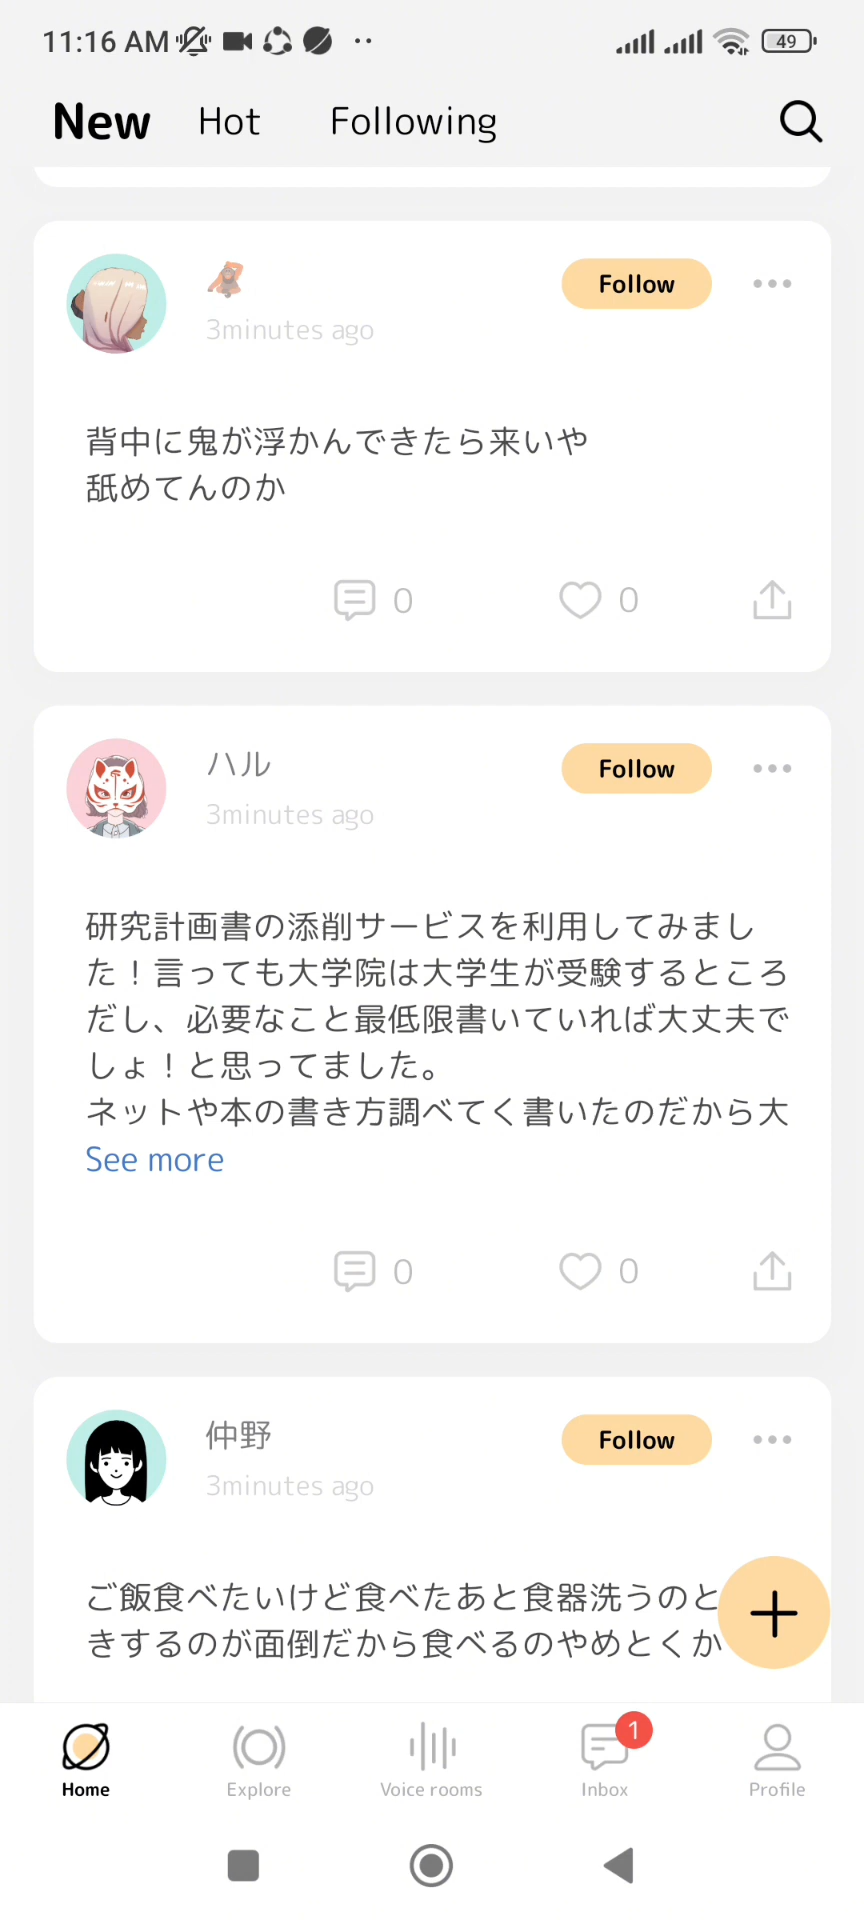 11:16 AM
49
New Hot Following
Follow
3minutes ago
背中に鬼が浮かんできたら来いや
舐めてんのか
0 0
ハル
Follow
3minutes ago
研究計画書の添削サービスを利用してみまし
た！言っても大学院は大学生が受験するところ
だし、必要なこと最低限書いていれば大丈夫で
しょ！と思ってました。
ネットや本の書き方調べてく書いたのだから大
See more
0 0
仲野
Follow
3minutes ago
ご飯食べたいけど食べたあと食器洗うのと
きするのが面倒だから食べるのやめとくか
1
Home Explore Voice rooms Inbox Profile